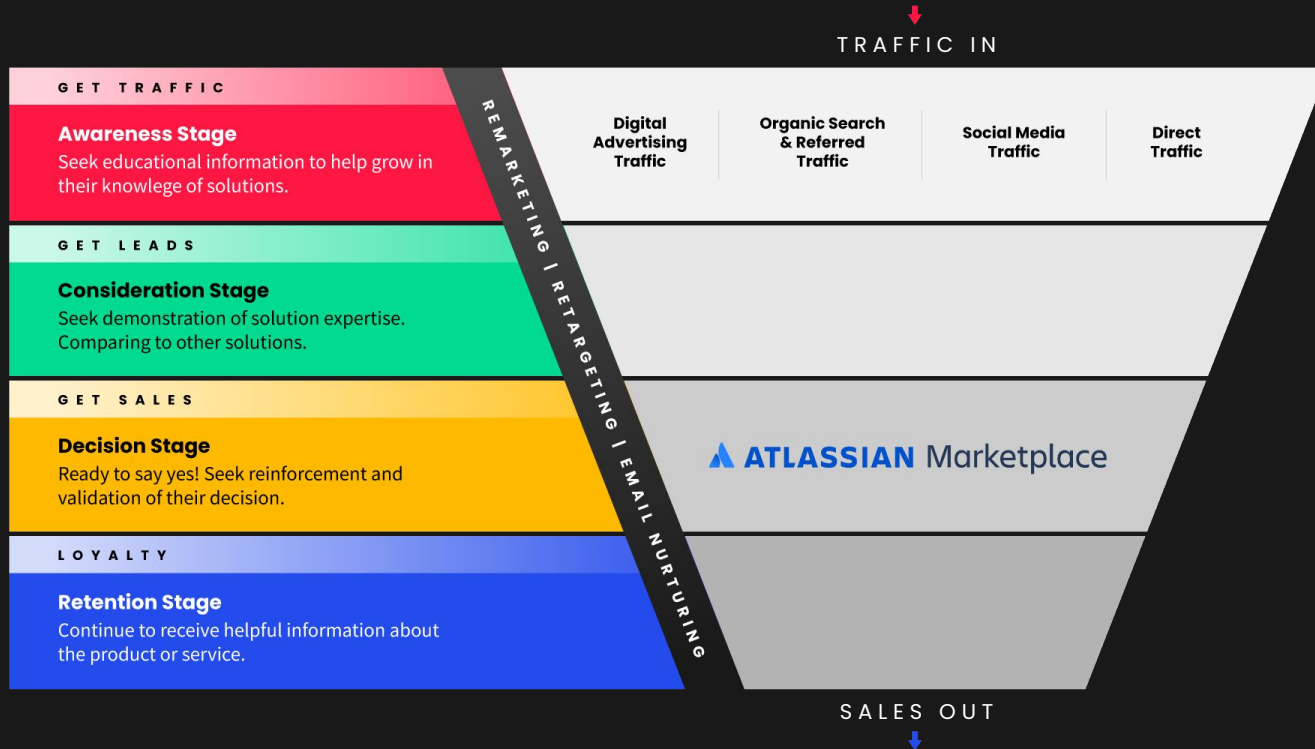 TRAFFIC IN
GET TRAFFIC
Awareness Stage
Seek educational information to help grow in
their knowlege of solutions.
Digital
Advertising
Traffic
Organic Search
& Referred
Traffic
Social Media
Traffic
Direct
Traffic
REMARKETING | RETARGETING | EMAIL NURTURING
GET LEADS
Consideration Stage
Seek demonstration of solution expertise.
Comparing to other solutions.
GET SALES
Decision Stage
Ready to say yes! Seek reinforcement and
validation of their decision.
ATLASSIAN Marketplace
LOYALTY
Retention Stage
Continue to receive helpful information about
the product or service.
SALES OUT